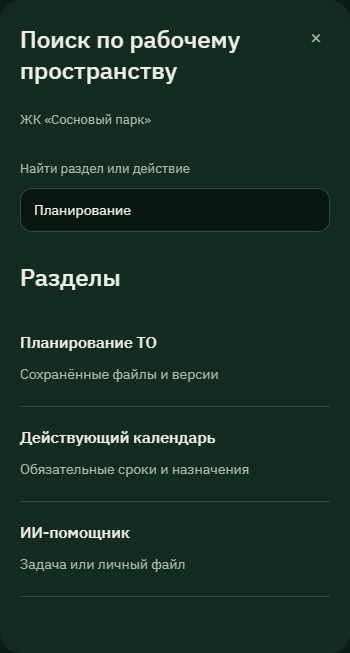 Поиск по рабочему
пространству
×
ЖК «Сосновый парк»
Найти раздел или действие
Планирование
Разделы
Планирование ТО
Сохранённые файлы и версии
Действующий календарь
Обязательные сроки и назначения
ИИ-помощник
Задача или личный файл